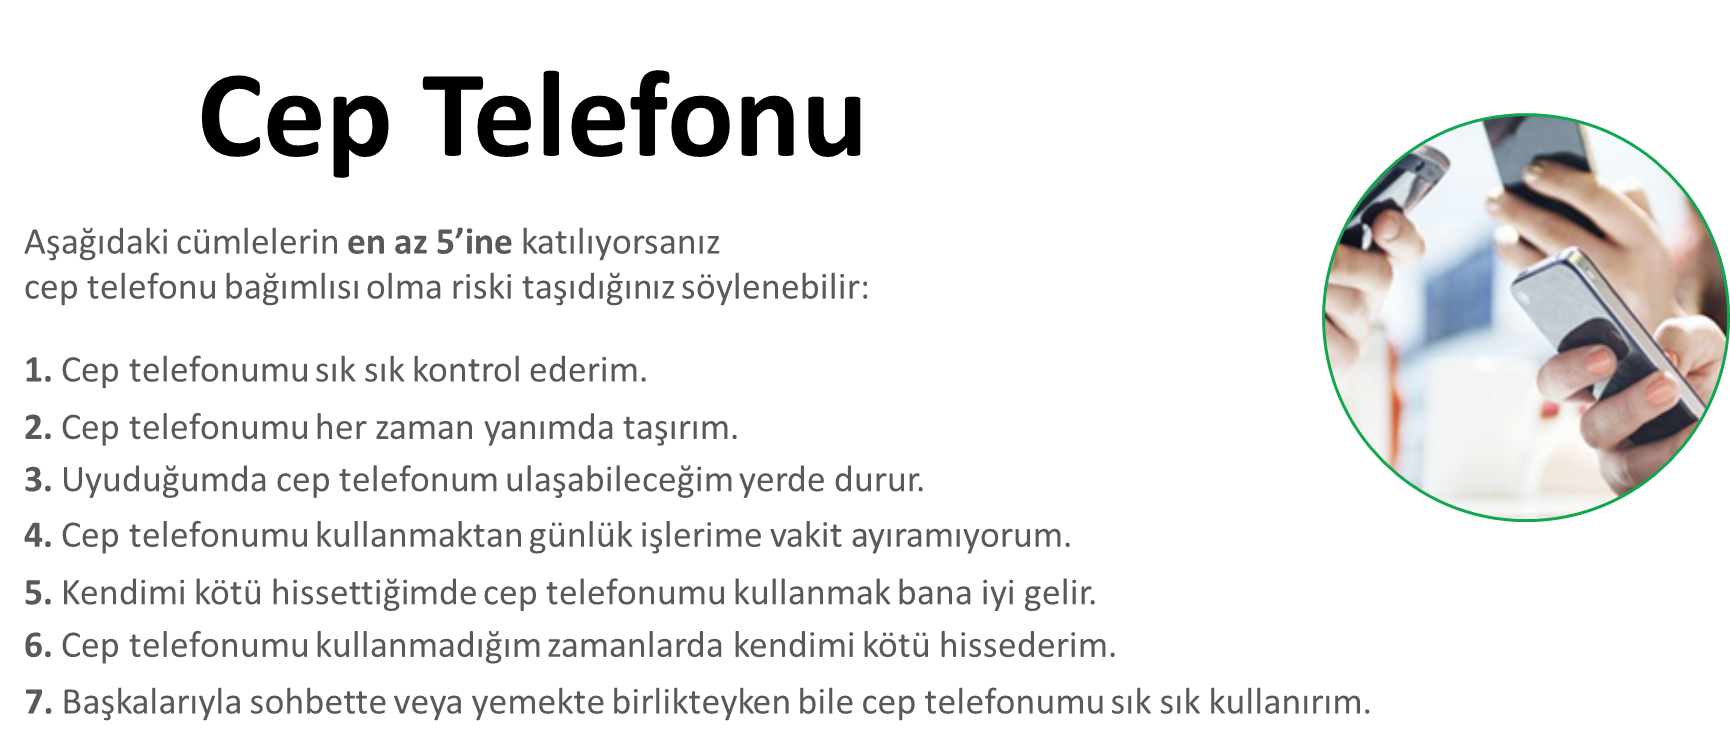 Cep Telefonu
Aşağıdaki cümlelerin en az 5’ine katılıyorsanız
cep telefonu bağımlısı olma riski taşıdığınız söylenebilir:
1. Cep telefonumu sık sık kontrol ederim.
2. Cep telefonumu her zaman yanımda taşırım.
3. Uyuduğumda cep telefonum ulaşabileceğim yerde durur.
4. Cep telefonumu kullanmaktan günlük işlerime vakit ayıramıyorum.
5. Kendimi kötü hissettiğimde cep telefonumu kullanmak bana iyi gelir.
6. Cep telefonumu kullanmadığım zamanlarda kendimi kötü hissederim.
7. Başkalarıyla sohbette veya yemekte birlikteyken bile cep telefonumu sık sık kullanırım.